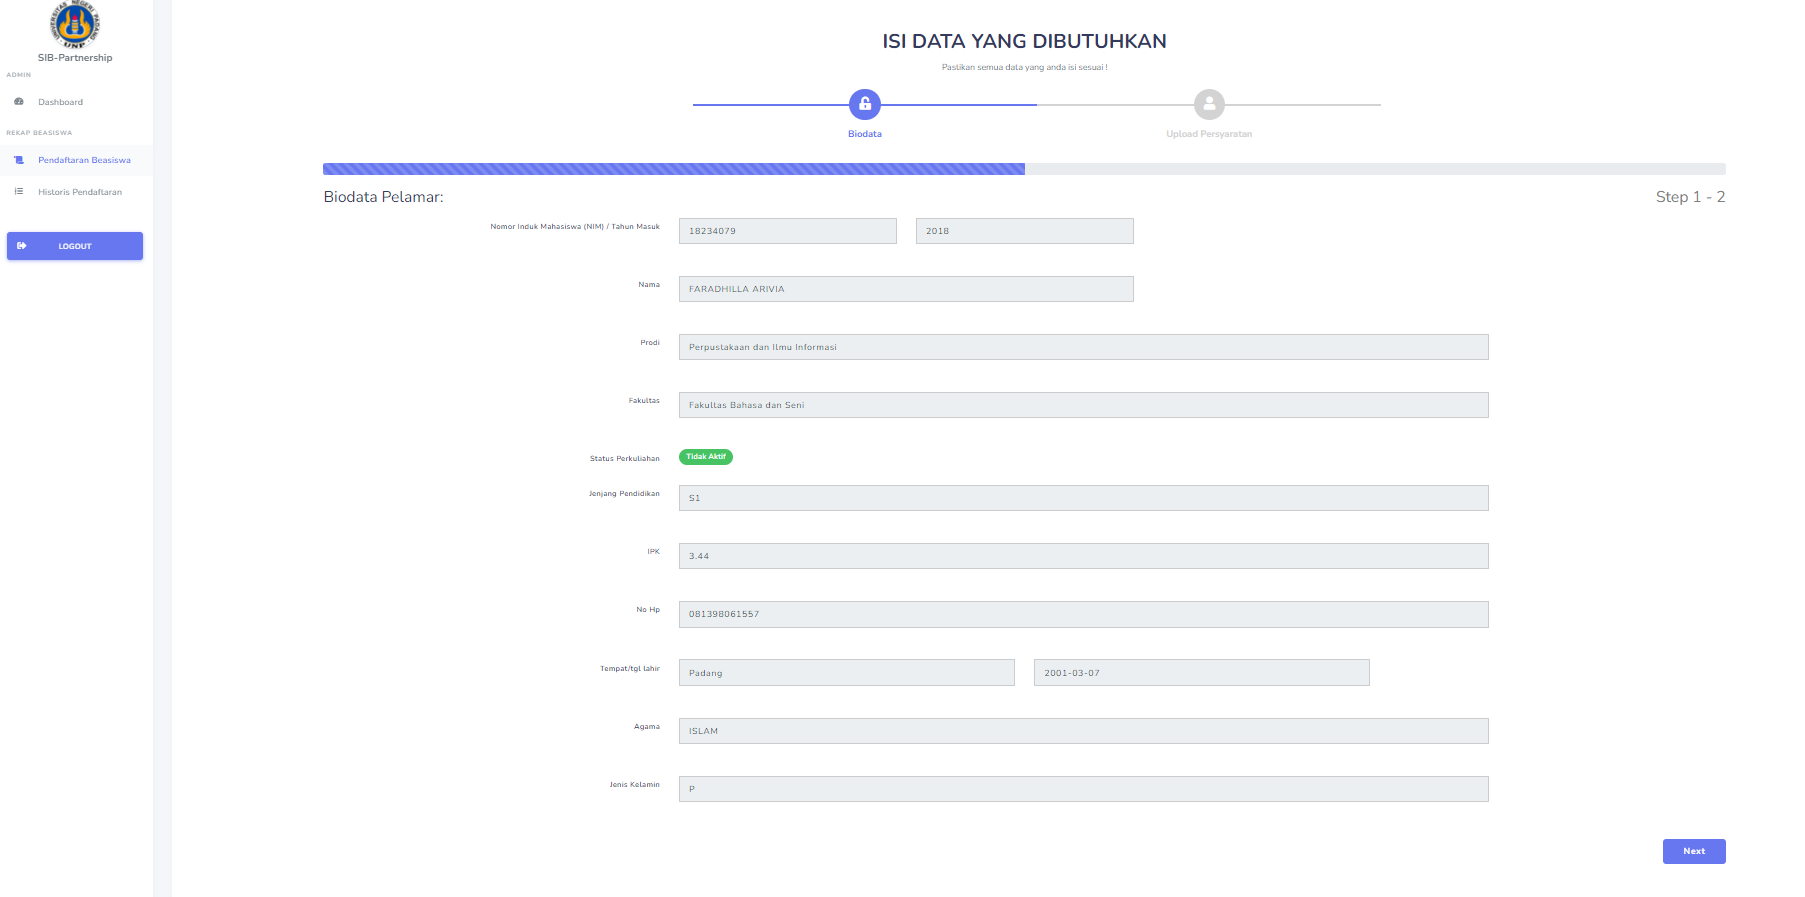 UNIVERSITAS NEGERI PADANG
UNP
SIB-Partnership
ADMIN
Dashboard
REKAP BEASISWA
Pendaftaran Beasiswa
Historis Pendaftaran
LOGOUT
ISI DATA YANG DIBUTUHKAN
Pastikan semua data yang anda isi sesuai !
Biodata
Upload Persyaratan
Biodata Pelamar:
Step 1 - 2
Nomor Induk Mahasiswa (NIM) / Tahun Masuk
18234079
2018
Nama
FARADHILLA ARIVIA
Prodi
Perpustakaan dan Ilmu Informasi
Fakultas
Fakultas Bahasa dan Seni
Status Perkuliahan
Tidak Aktif
Jenjang Pendidikan
S1
IPK
3.44
No Hp
081398061557
Tempat/tgl lahir
Padang
2001-03-07
Agama
ISLAM
Jenis Kelamin
P
Next